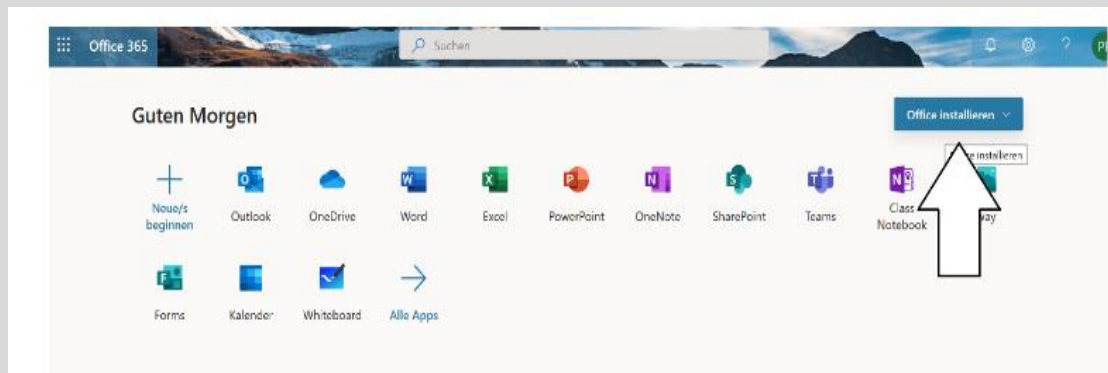 Office 365
Suchen
Guten Morgen
Office installieren
installieren
Neue/s
beginnen
Outlook
OneDrive
Word
Excel
PowerPoint
OneNote
SharePoint
Teams
Class
Notebook
Forms
Kalender
Whiteboard
Alle Apps